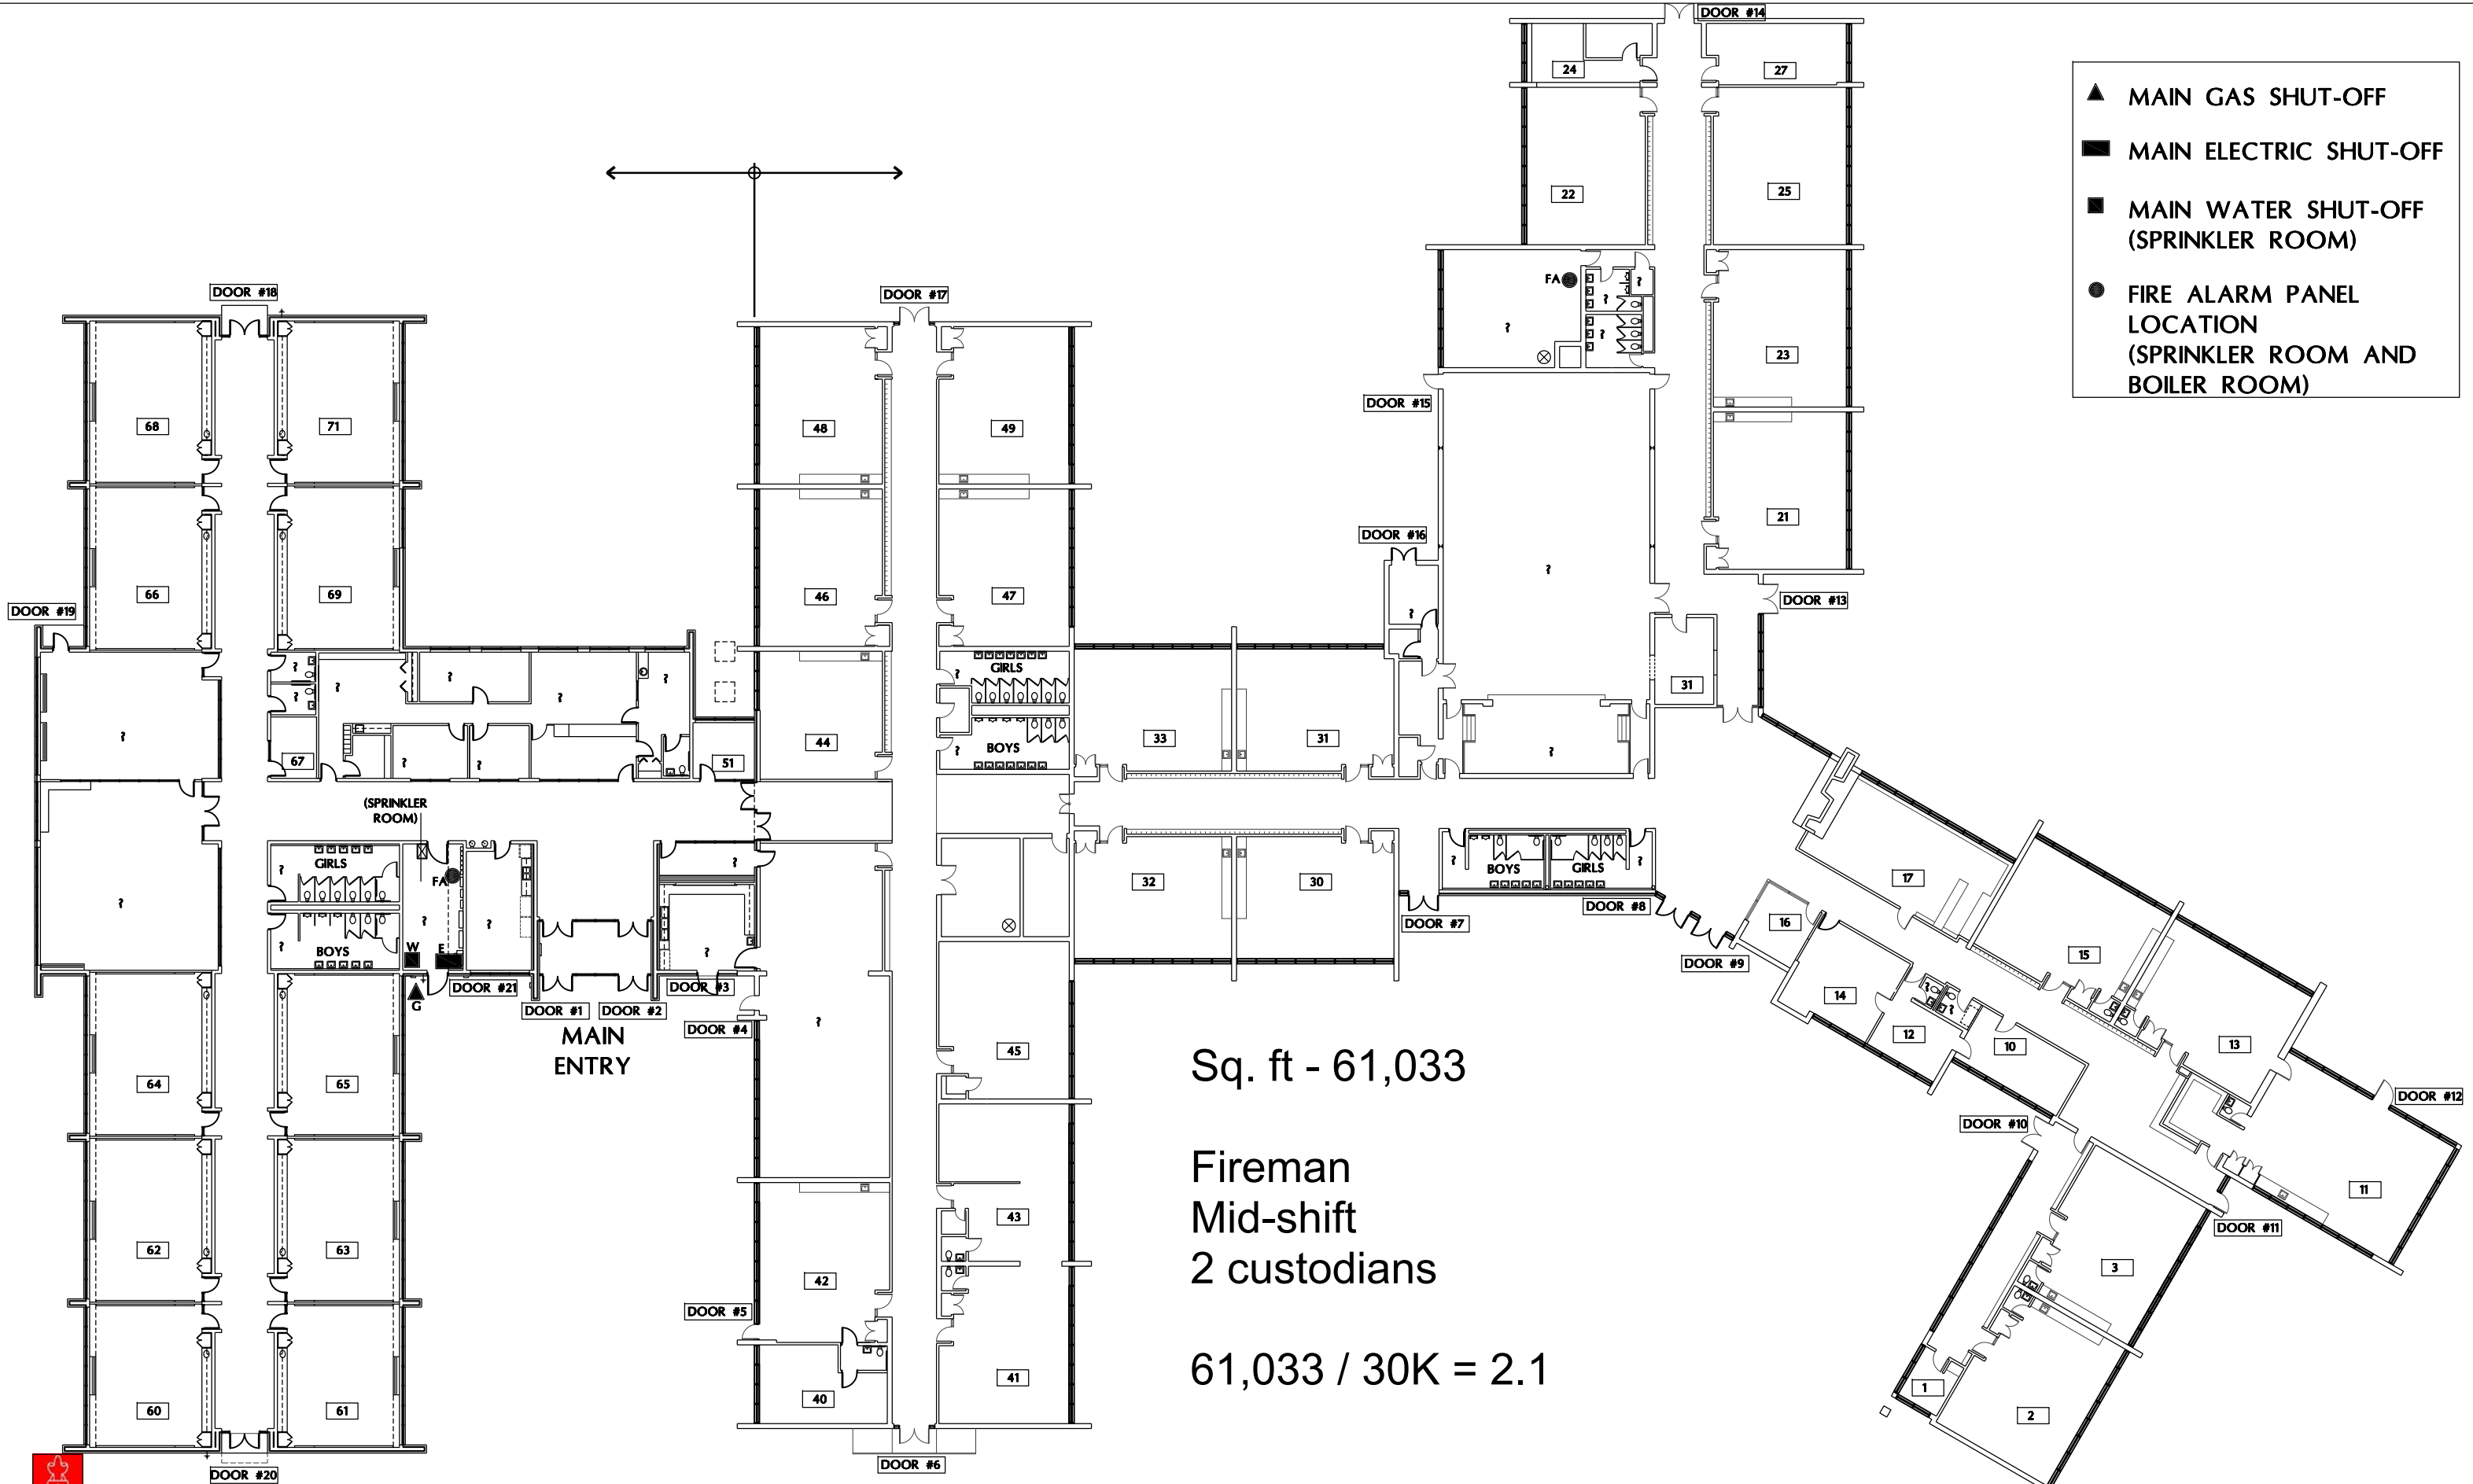 DOOR #14
24
27
MAIN GAS SHUT-OFF
MAIN ELECTRIC SHUT-OFF
MAIN WATER SHUT-OFF
(SPRINKLER ROOM)
FIRE ALARM PANEL
LOCATION
(SPRINKLER ROOM AND
BOILER ROOM)
22
25
FA
?
?
?
?
23
DOOR #18
DOOR #17
DOOR #15
68
71
48
49
21
DOOR #16
66
69
46
47
?
DOOR #19
DOOR #13
?
?
?
?
?
?
?
?
GIRLS
31
?
67
?
?
51
44
?
BOYS
33
31
?
(SPRINKLER
ROOM)
?
GIRLS
FA
?
?
?
?
BOYS
W
E
?
?
32
30
?
BOYS
GIRLS
?
DOOR #7
DOOR #8
17
16
DOOR #9
15
14
?
?
12
10
13
G
DOOR #21
DOOR #1
DOOR #2
DOOR #3
DOOR #4
MAIN
ENTRY
?
45
64
65
Sq. ft - 61,033
Fireman
Mid-shift
2 custodians
61,033 / 30K = 2.1
DOOR #12
DOOR #10
11
DOOR #11
62
63
42
43
3
DOOR #5
60
61
40
41
1
2
DOOR #20
DOOR #6